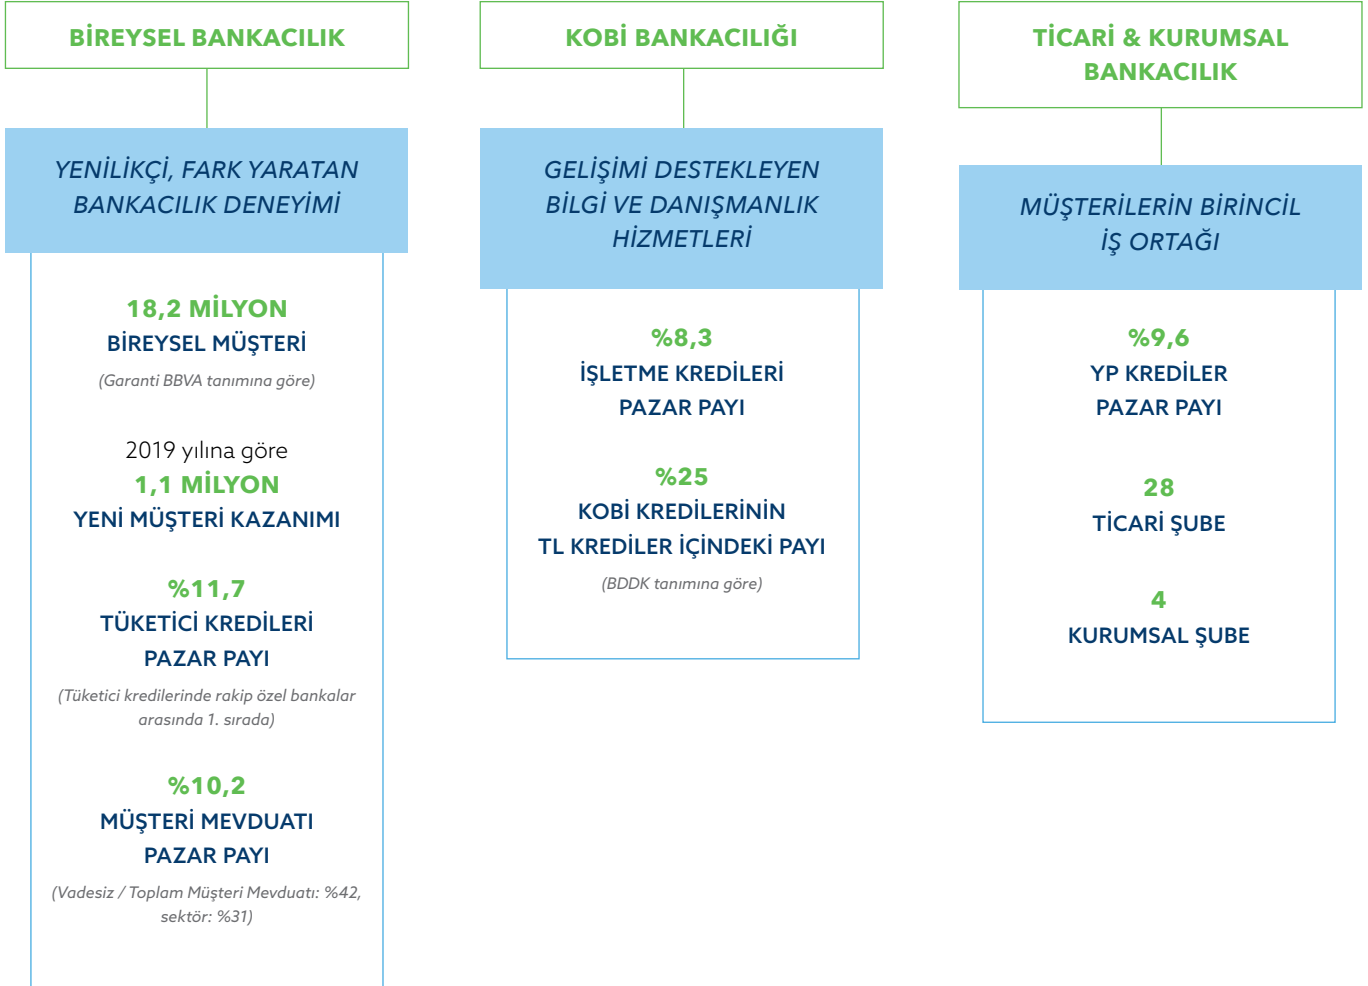 BİREYSEL BANKACILIK
YENİLİKÇİ, FARK YARATAN
BANKACILIK DENEYİMİ
18,2 MİLYON
BİREYSEL MÜŞTERİ
(Garanti BBVA tanımına göre)
2019 yılına göre
1,1 MİLYON
YENİ MÜŞTERİ KAZANIMI
%11,7
TÜKETİCİ KREDİLERİ
PAZAR PAYI
(Tüketici kredilerinde rakip özel bankalar
arasında 1. sırada)
%10,2
MÜŞTERİ MEVDUATI
PAZAR PAYI
(Vadesiz / Toplam Müşteri Mevduatı: %42,
sektör: %31)
KOBİ BANKACILIĞI
GELİŞİMİ DESTEKLEYEN
BİLGİ VE DANIŞMANLIK
HİZMETLERİ
%8,3
İŞLETME KREDİLERİ
PAZAR PAYI
%25
KOBİ KREDİLERİNİN
TL KREDİLER İÇİNDEKİ PAYI
(BDDK tanımına göre)
TİCARİ & KURUMSAL
BANKACILIK
MÜŞTERİLERİN BİRİNCİL
İŞ ORTAĞI
%9,6
YP KREDİLER
PAZAR PAYI
28
TİCARİ ŞUBE
4
KURUMSAL ŞUBE